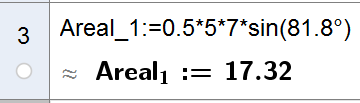 3
Areal_1:=0.5*5*7*sin(81.8°)
≈ Areal₁ := 17.32